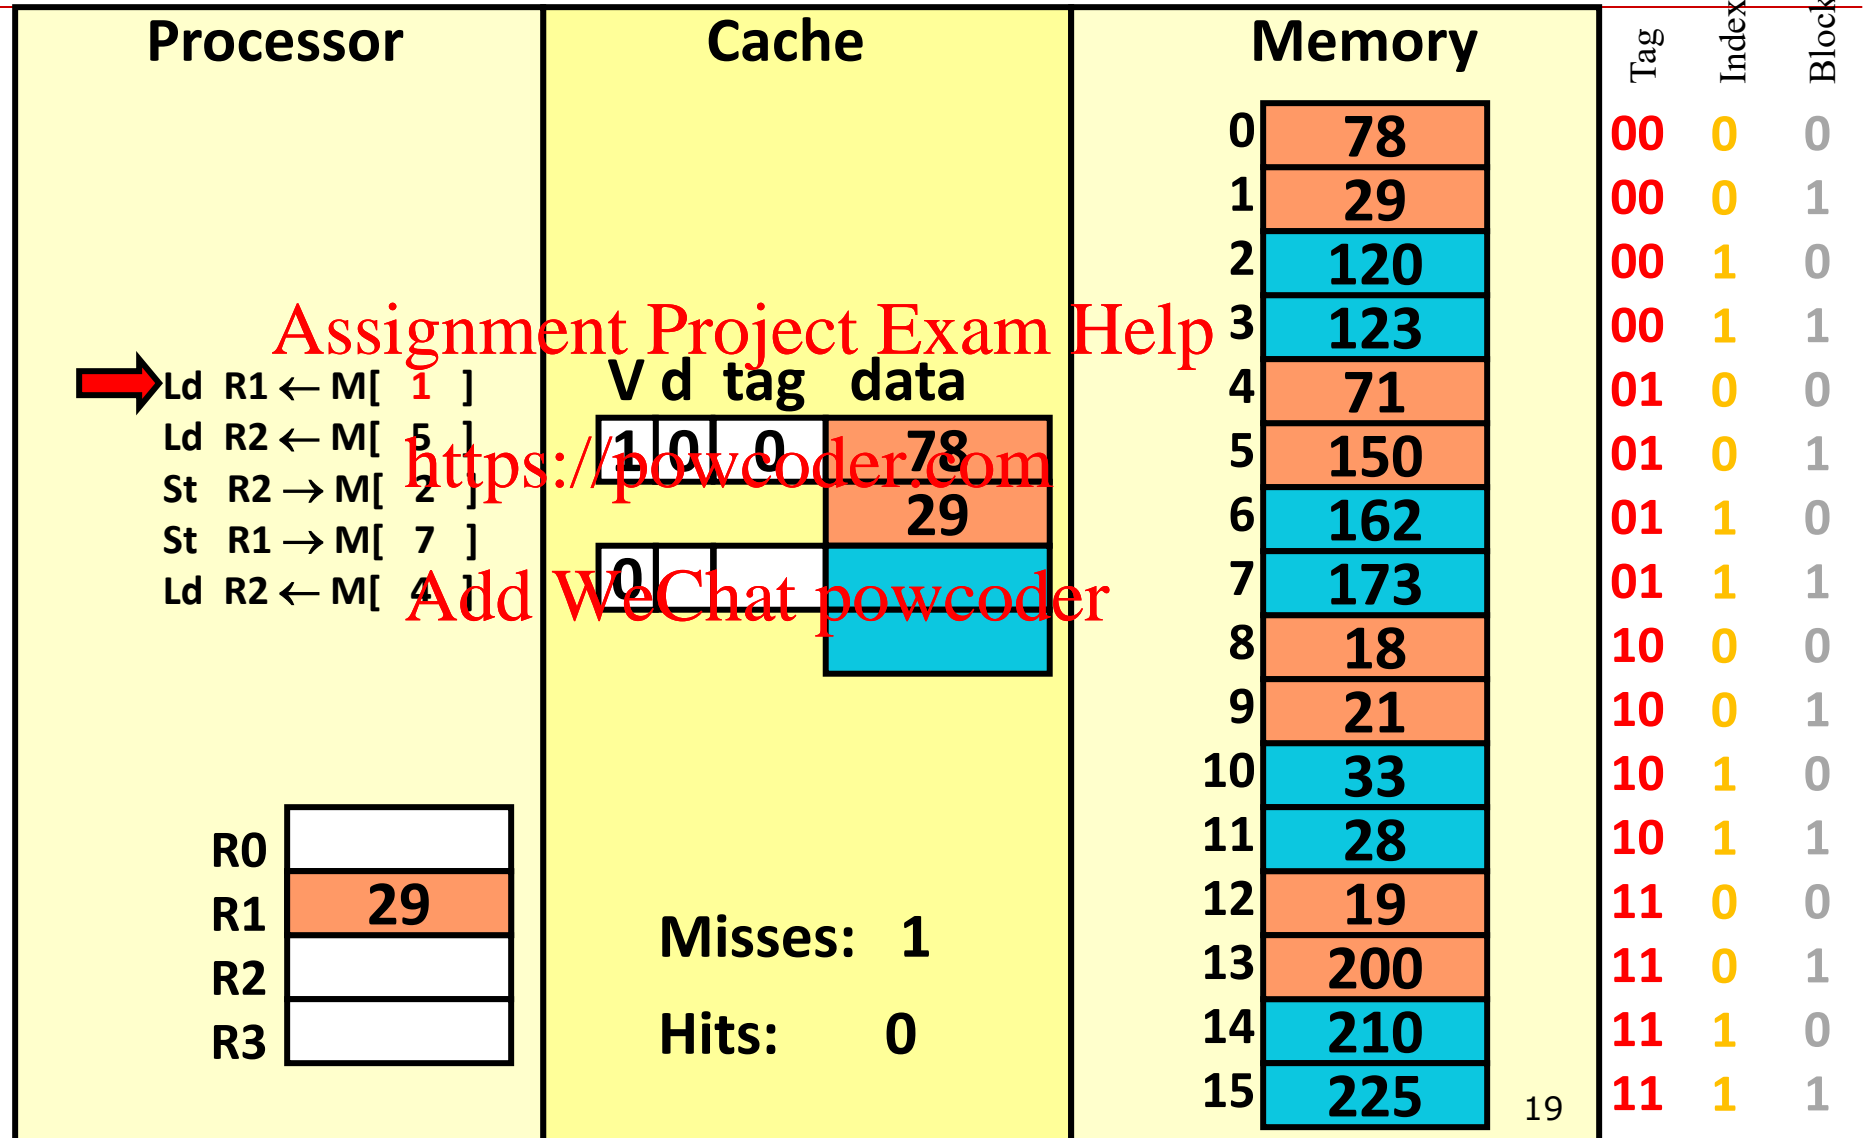 Processor
Cache
Memory
Tag
Index
Block
Assignment Project Exam Help
https://powcoder.com
Add WeChat powcoder
Ld R1 ← M[ 1 ]
Ld R2 ← M[ 5 ]
St R2 → M[ 2 ]
St R1 → M[ 7 ]
Ld R2 ← M[ 4 ]
R0
R1 29
R2
R3
V d tag data
1 0 0 78
29
0
Misses: 1
Hits: 0
0 78 00 0 0
1 29 00 0 1
2 120 00 1 0
3 123 00 1 1
4 71 01 0 0
5 150 01 0 1
6 162 01 1 0
7 173 01 1 1
8 18 10 0 0
9 21 10 0 1
10 33 10 1 0
11 28 10 1 1
12 19 11 0 0
13 200 11 0 1
14 210 11 1 0
15 225 11 1 1
19